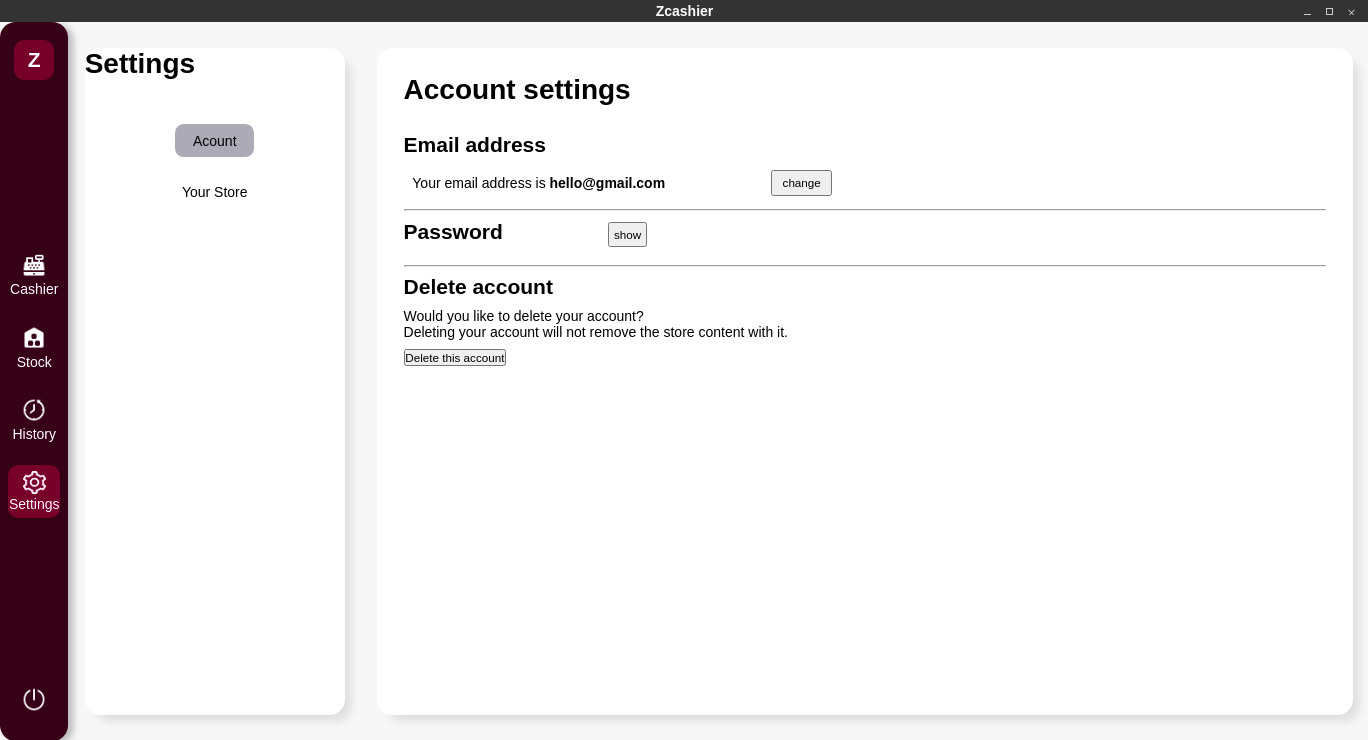 Zcashier
Z
Cashier
Stock
History
Settings
Settings
Acount
Your Store
Account settings
Email address
Your email address is hello@gmail.com
change
Password
show
Delete account
Would you like to delete your account?
Deleting your account will not remove the store content with it.
Delete this account